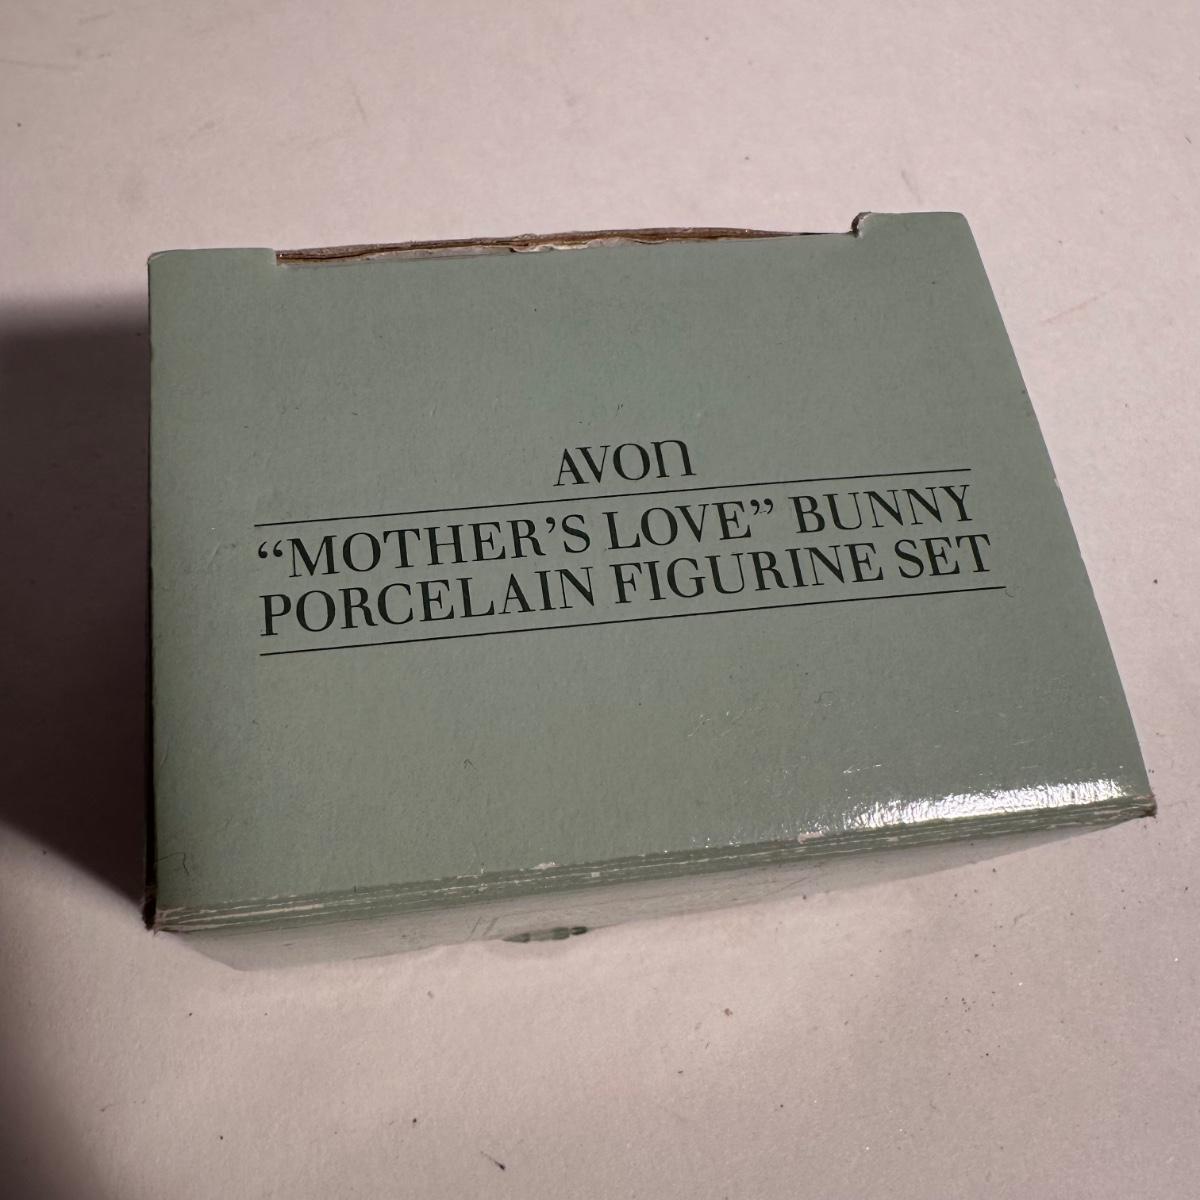 AVON
“MOTHER’S LOVE” BUNNY
PORCELAIN FIGURINE SET